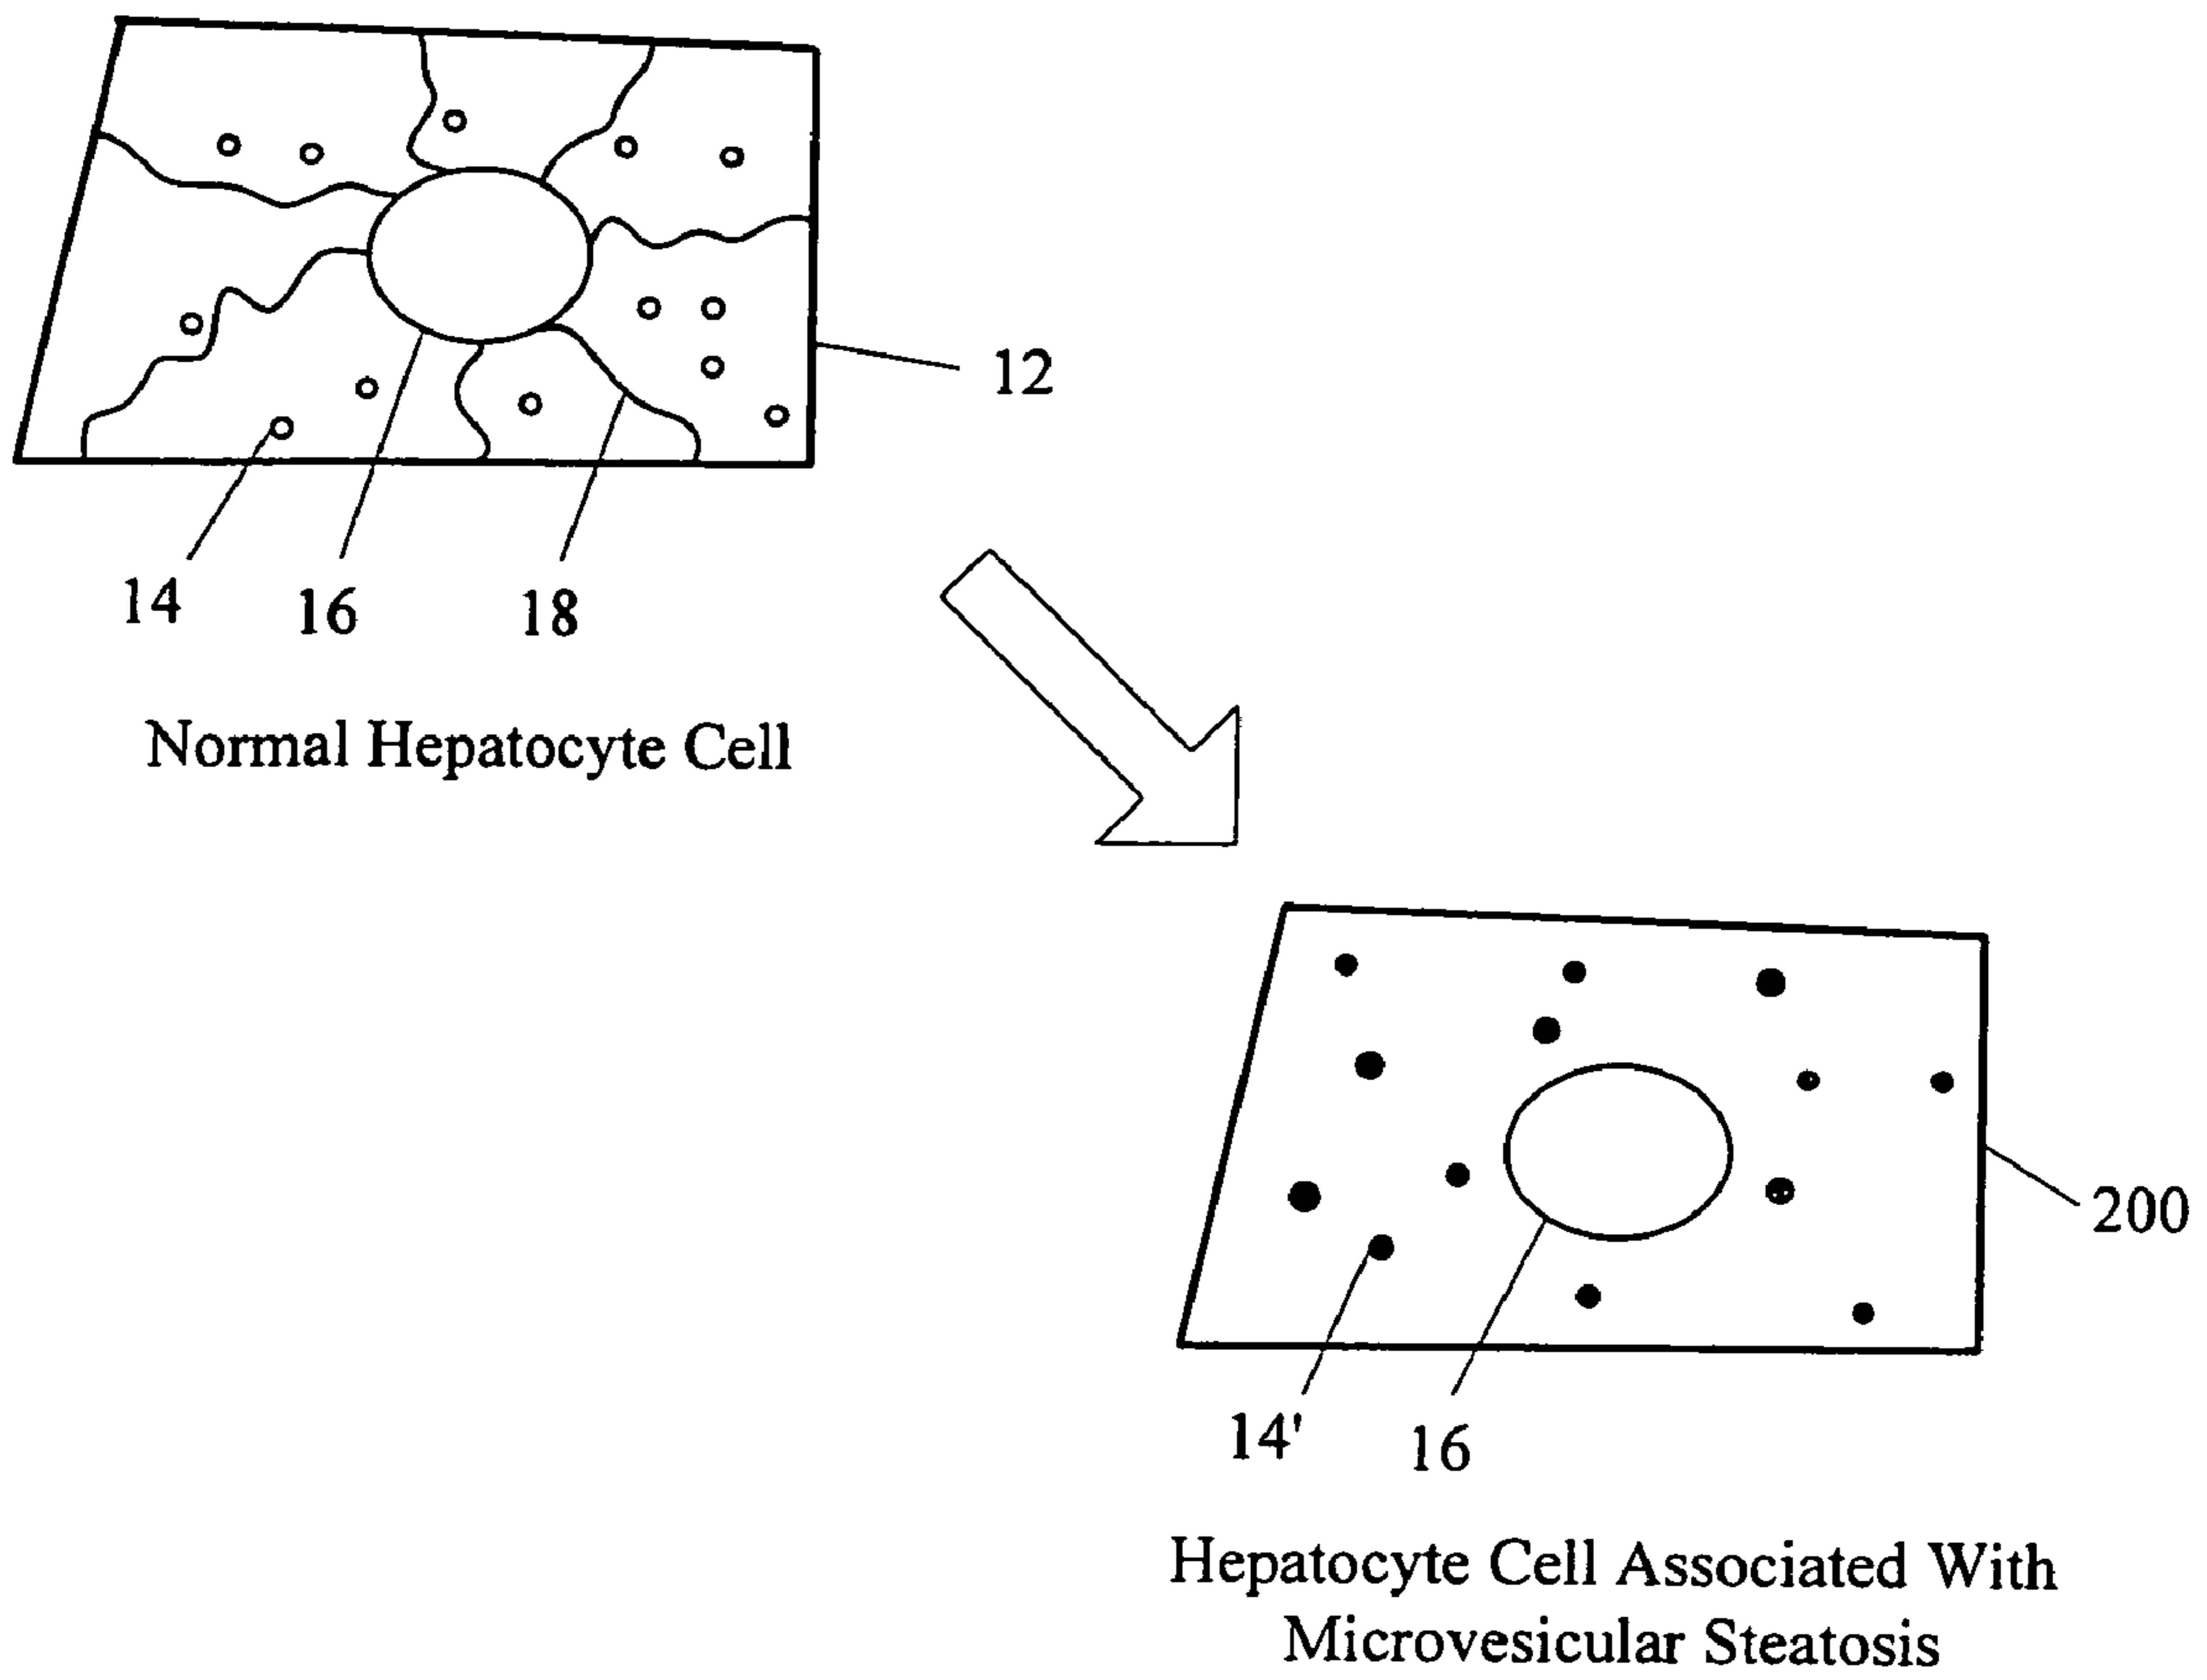 12
14 16 18
Normal Hepatocyte Cell
200
14' 16
Hepatocyte Cell Associated With
Microvesicular Steatosis